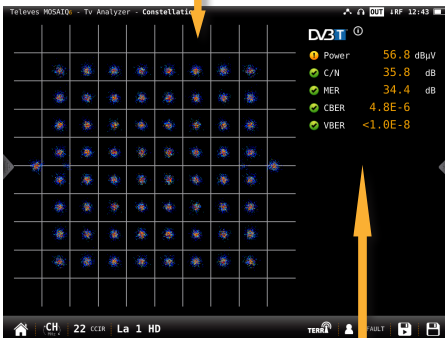 Televes MOSAIQ6 - Tv Analyzer - Constellatio
OUT ↓RF 12:43
DVB T
Power 56.8 dBµV
C/N 35.8 dB
MER 34.4 dB
CBER 4.8E-6
VBER <1.0E-8
CH 22 CCIR La 1 HD
TERR
FAULT